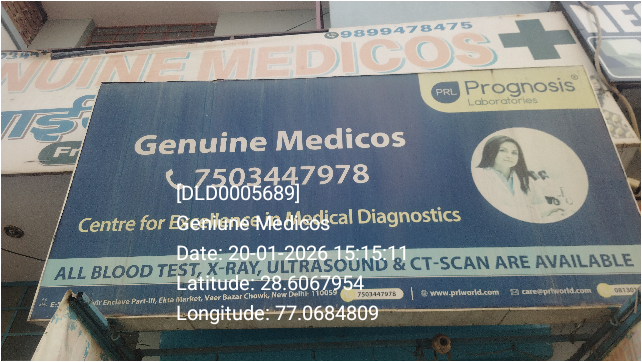 9899478475
NUINE MEDICOS
PRL Prognosis®
Laboratories
Genuine Medicos
7503447978
[DLD0005689]
Genuine Medicos
Centre for Excellence in Medical Diagnostics
Date: 20-01-2026 15:15:11
ALL BLOOD TEST, X-RAY, ULTRASOUND & CT-SCAN ARE AVAILABLE
Latitude: 28.6067954
Enclave Part-III, Ekta Market, Veer Bazar Chowk, New Delhi- 110059
7503447978
www.prlworld.com
care@prlworld.com
Longitude: 77.0684809